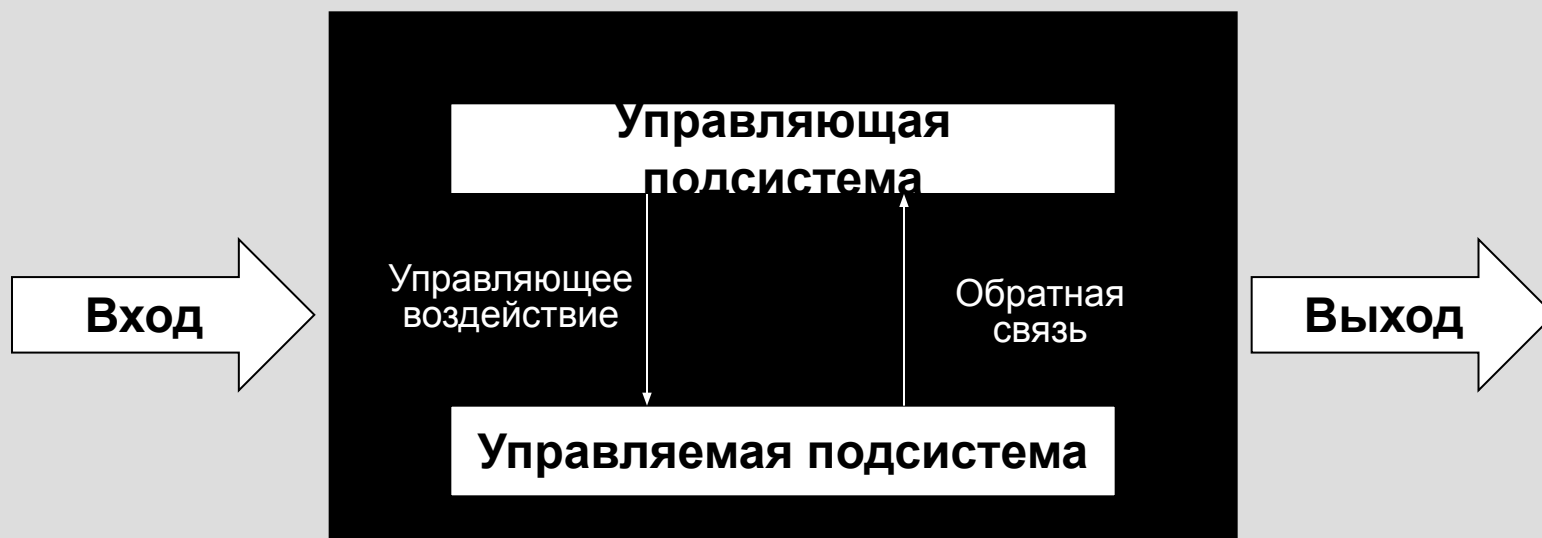 Управляющая
подсистема
Управляющее
воздействие
Обратная
связь
Вход
Выход
Управляемая подсистема